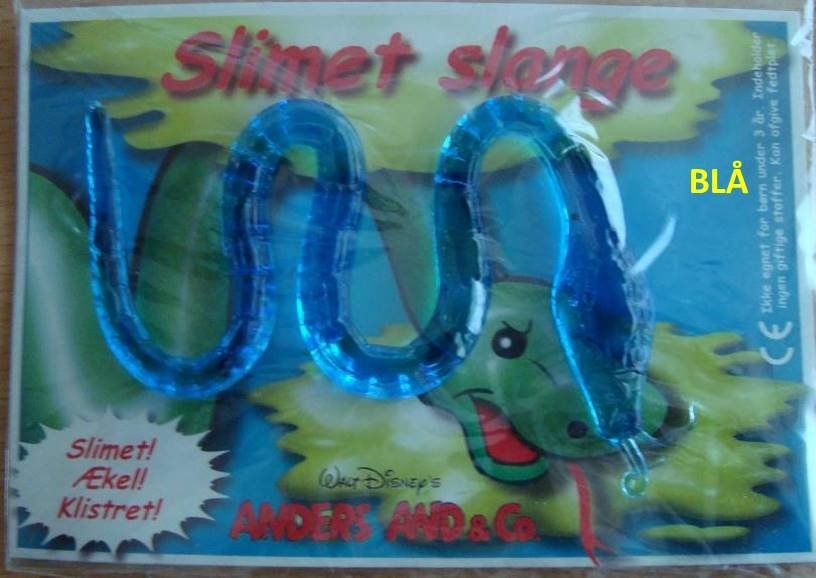 Slimet slange
BLÅ
Ikke egnet for børn under 3 år. Indeholder
ingen giftige stoffer. Kan afgive fedtplet
CE
Slimet!
Ækel!
Klistret!
WALT DISNEY'S
ANDERS AND & Co.